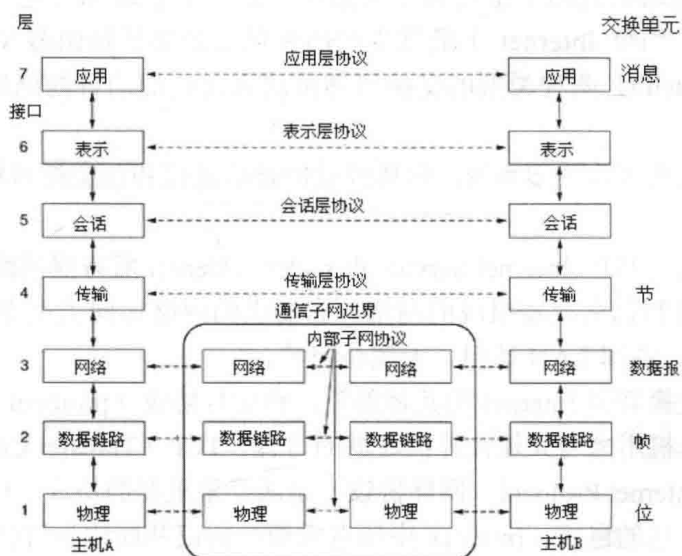 层
交换单元
7
应用
应用层协议
应用
消息
接口
6
表示
表示层协议
表示
5
会话
会话层协议
会话
4
传输
传输层协议
传输
节
通信子网边界
内部子网协议
3
网络
网络
网络
网络
数据报
2
数据链路
数据链路
数据链路
数据链路
帧
1
物理
物理
物理
物理
位
主机A
主机B